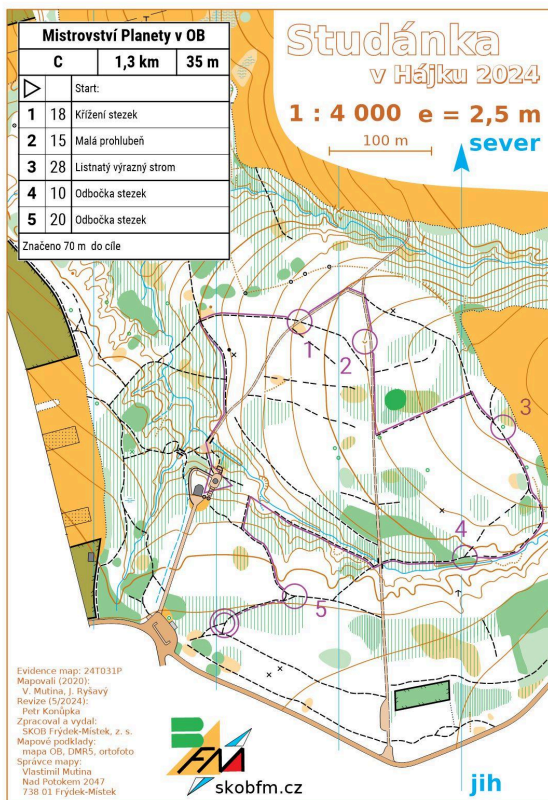 Mistrovství Planety v OB
C 1,3 km 35 m
Start:
1 18 Křížení stezek
2 15 Malá prohlubeň
3 28 Listnatý výrazný strom
4 10 Odbočka stezek
5 20 Odbočka stezek
Značeno 70 m do cíle
Studánka
v Hájku 2024
1 : 4 000 e = 2,5 m
100 m
sever
1
2
3
4
5
Evidence map: 24T031P
Mapovali (2020):
V. Mutina, J. Ryšavý
Revize (5/2024):
Petr Konůpka
Zpracoval a vydal:
SKOB Frýdek-Místek, z. s.
Mapové podklady:
mapa OB, DMR5, ortofoto
Správce mapy:
Vlastimil Mutina
Nad Potokem 2047
738 01 Frýdek-Místek
BFM
skobfm.cz
jih